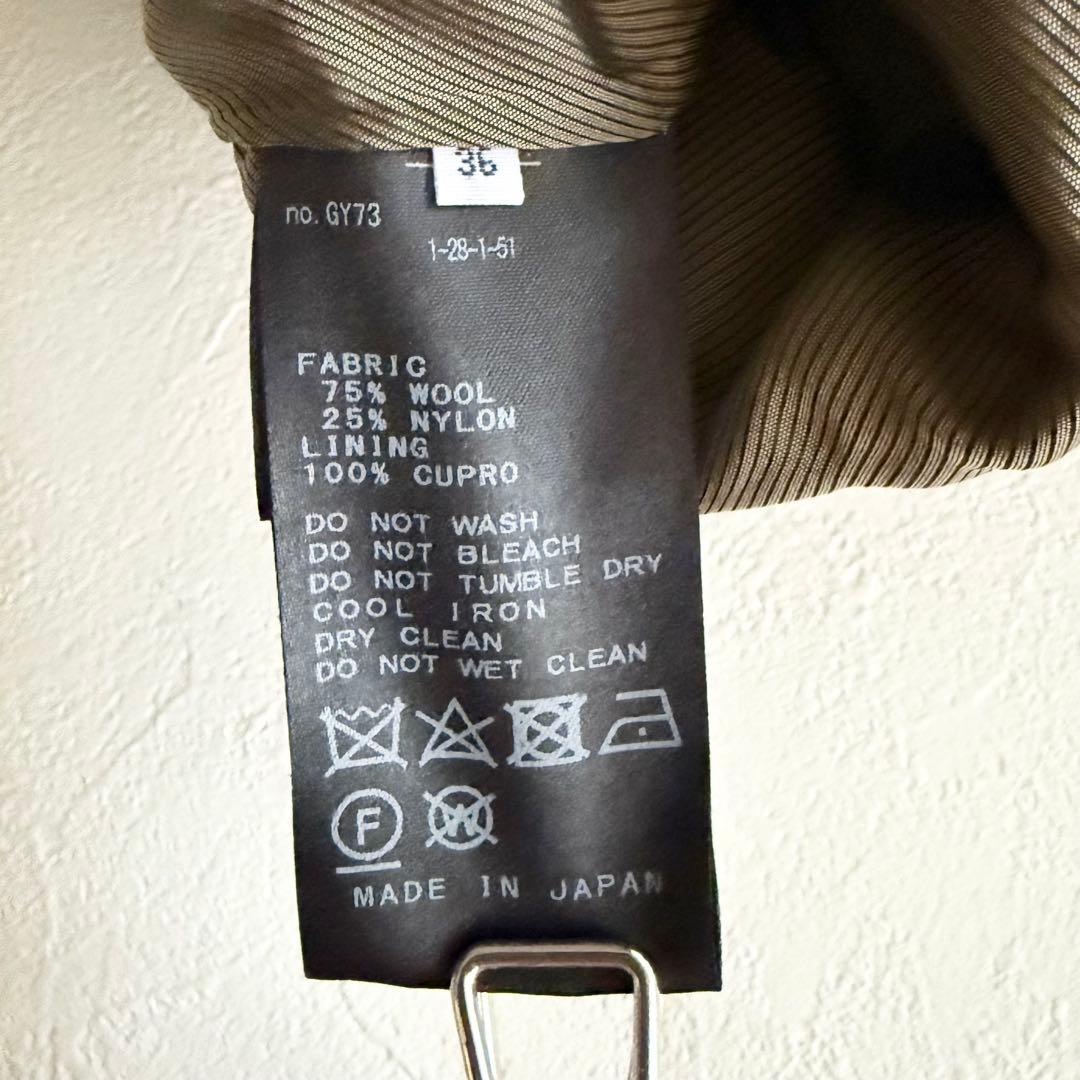 36
no.GY73
1-28-1-51
FABRIC
75% WOOL
25% NYLON
LINING
100% CUPRO
DO NOT WASH
DO NOT BLEACH
DO NOT TUMBLE DRY
COOL IRON
DRY CLEAN
DO NOT WET CLEAN
F W
MADE IN JAPAN